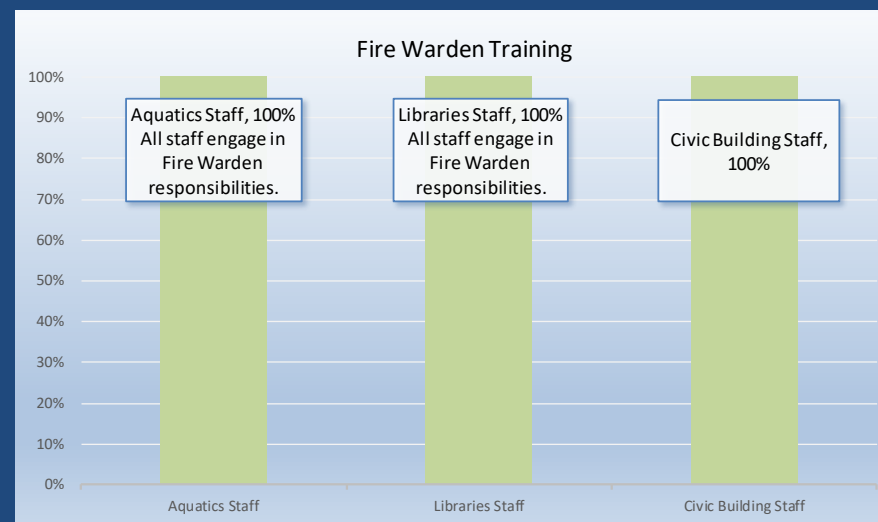 Fire Warden Training
100%
90%
80%
70%
60%
50%
40%
30%
20%
10%
0%
Aquatics Staff, 100%
All staff engage in
Fire Warden
responsibilities.
Libraries Staff, 100%
All staff engage in
Fire Warden
responsibilities.
Civic Building Staff,
100%
Aquatics Staff
Libraries Staff
Civic Building Staff